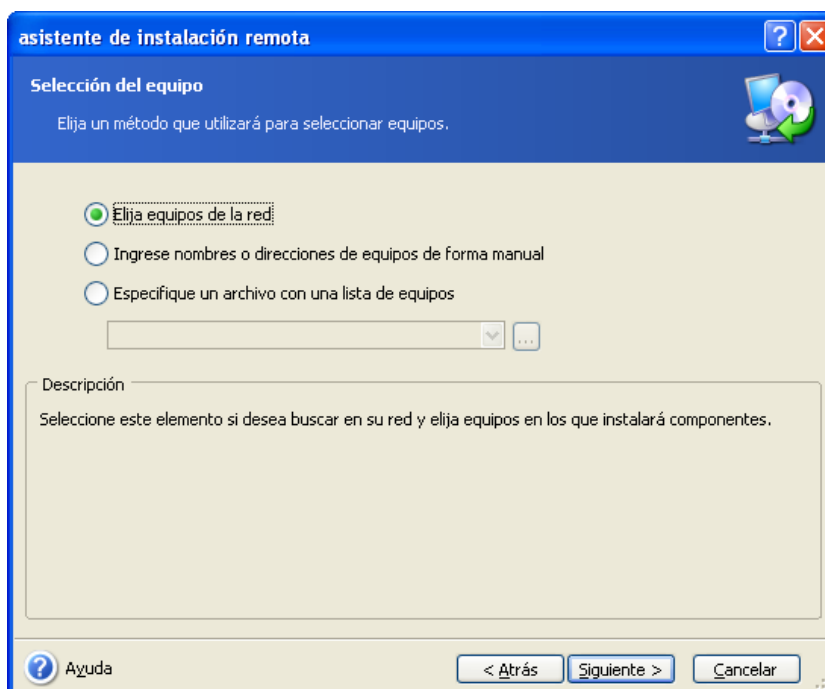 asistente de instalación remota
Selección del equipo
Elija un método que utilizará para seleccionar equipos.
Elija equipos de la red
Ingrese nombres o direcciones de equipos de forma manual
Especifique un archivo con una lista de equipos
...
Descripción
Seleccione este elemento si desea buscar en su red y elija equipos en los que instalará componentes.
? Ayuda
< Atrás
Siguiente >
Cancelar